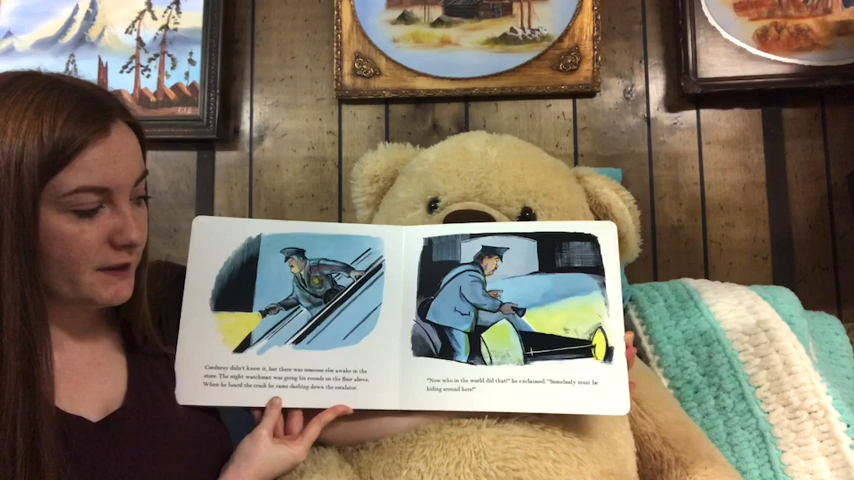 Corduroy didn't know it, but there was someone else awake in the
store. The night watchman was going his rounds on the floor above.
When he heard the crash he came dashing down the escalator.
"Now who in the world did that!" he exclaimed. "Somebody must be
hiding around here!"